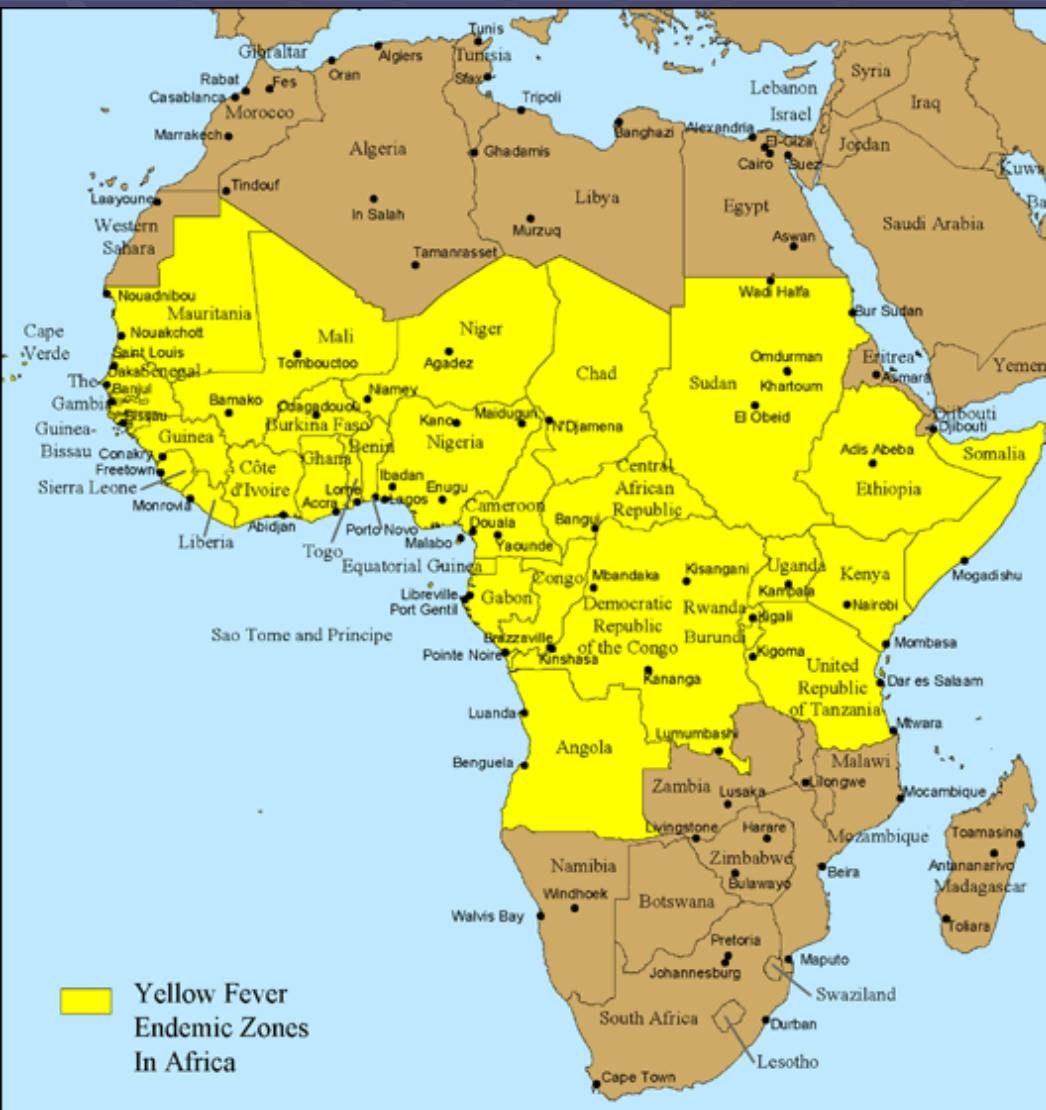 Tunis
Gibraltar
Algiers
Tunisia
Oran
Sfax
Rabat
Fes
Casablanca
Morocco
Tripoli
Marrakech
Banghazi
Alexandria
Lebanon
Israel
Syria
Iraq
El-Giza
Jordan
Cairo
Suez
Algeria
Ghadamis
Kuwa
Ba
Tindouf
Laayoune
In Salah
Libya
Egypt
Saudi Arabia
Western
Sahara
Murzuq
Aswan
Tamanrasset
Nouadnibou
Wadi Halfa
Mauritania
Bur Sudan
Cape
Verde
Nouakchott
Mali
Niger
Saint Louis
Tombouctoo
Agadez
Chad
Omdurman
Eritrea
Yemen
Senegal
Khartoum
Asmara
Sudan
The
Gambia
Banjul
Niamey
Bamako
Maiduguri
El Obeid
Bissau
Kano
N'Djamena
Djibouti
Djibouti
Guinea-
Bissau
Burkina Faso
Guinea
Benin
Nigeria
Adis Abeba
Somalia
Conakry
Freetown
Ghana
Côte
d'Ivoire
Ibadan
Central
African
Republic
Ethiopia
Sierra Leone
Lome
Enugu
Cameroon
Monrovia
Accra
Lagos
Abidjan
Porto Novo
Douala
Bangui
Liberia
Togo
Malabo
Yaounde
Equatorial Guinea
Congo
Mbandaka
Kisangani
Uganda
Kampala
Kenya
Mogadishu
Libreville
Gabon
Port Gentil
Democratic
Republic
of the Congo
Rwanda
Kigali
Nairobi
Sao Tome and Principe
Brazzaville
Burundi
Mombasa
Pointe Noire
Kinshasa
Kigoma
United
Republic
of Tanzania
Kananga
Dar es Salaam
Luanda
Mtwara
Lumumbashi
Angola
Benguela
Malawi
Zambia
Lilongwe
Lusaka
Mocambique
Livingstone
Harare
Mozambique
Toamasina
Namibia
Zimbabwe
Beira
Antananarivo
Bulawayo
Windhoek
Botswana
Madagascar
Walvis Bay
Toliara
Pretoria
Johannesburg
Maputo
Swaziland
Yellow Fever
Endemic Zones
In Africa
South Africa
Durban
Lesotho
Cape Town